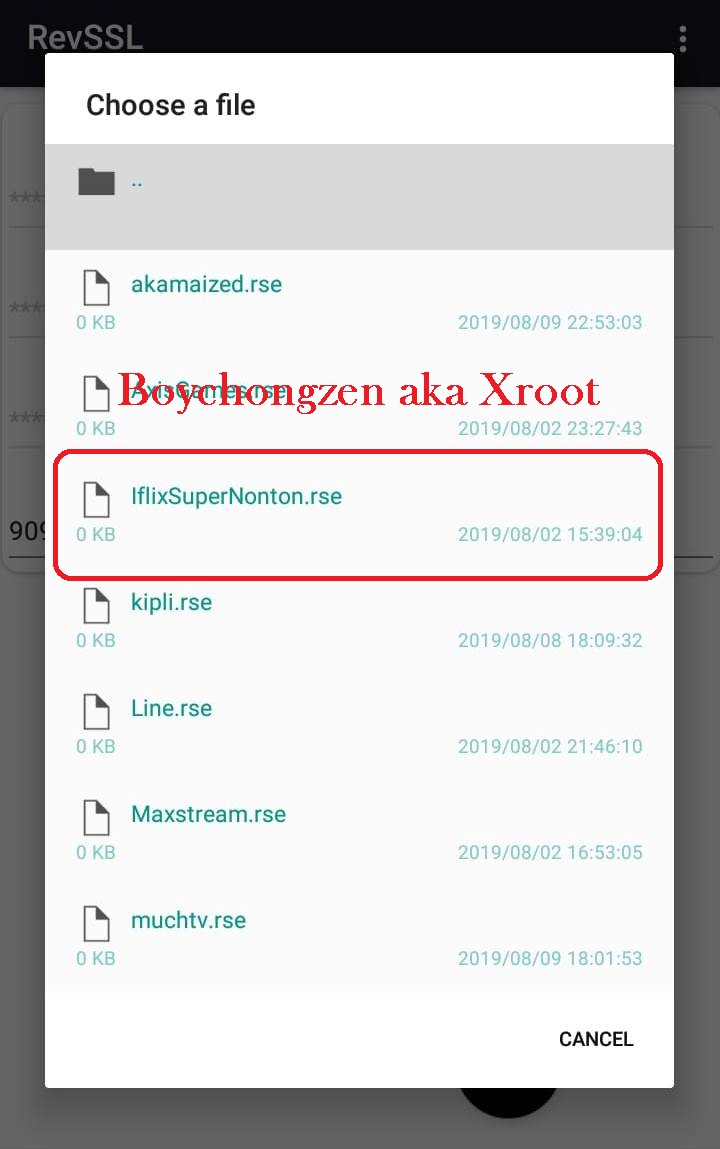 RevSSL
Choose a file
..
akamaized.rse
0 KB 2019/08/09 22:53:03
AxisGames.rse
Boychongzen aka Xroot
0 KB 2019/08/02 23:27:43
IflixSuperNonton.rse
0 KB 2019/08/02 15:39:04
909
kipli.rse
0 KB 2019/08/08 18:09:32
Line.rse
0 KB 2019/08/02 21:46:10
Maxstream.rse
0 KB 2019/08/02 16:53:05
muchtv.rse
0 KB 2019/08/09 18:01:53
CANCEL